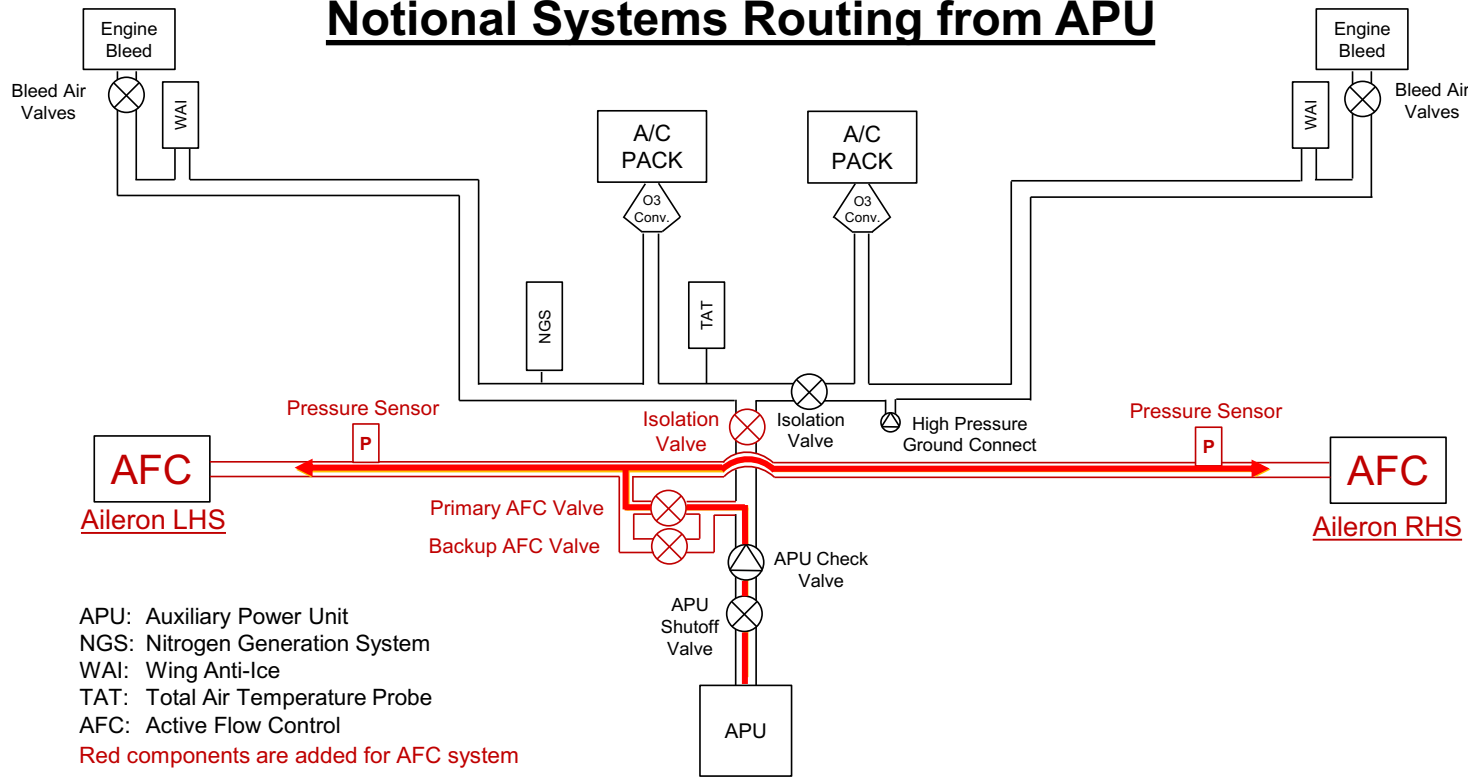 Notional Systems Routing from APU
Engine
Bleed
Engine
Bleed
Bleed Air
Valves
WAI
WAI
Bleed Air
Valves
A/C
PACK
A/C
PACK
O3
Conv.
O3
Conv.
NGS
TAT
Pressure Sensor
P
Isolation
Valve
Isolation
Valve
High Pressure
Ground Connect
Pressure Sensor
P
AFC
AFC
Aileron LHS
Aileron RHS
Primary AFC Valve
Backup AFC Valve
APU Check
Valve
APU
Shutoff
Valve
APU
APU: Auxiliary Power Unit
NGS: Nitrogen Generation System
WAI: Wing Anti-Ice
TAT: Total Air Temperature Probe
AFC: Active Flow Control
Red components are added for AFC system